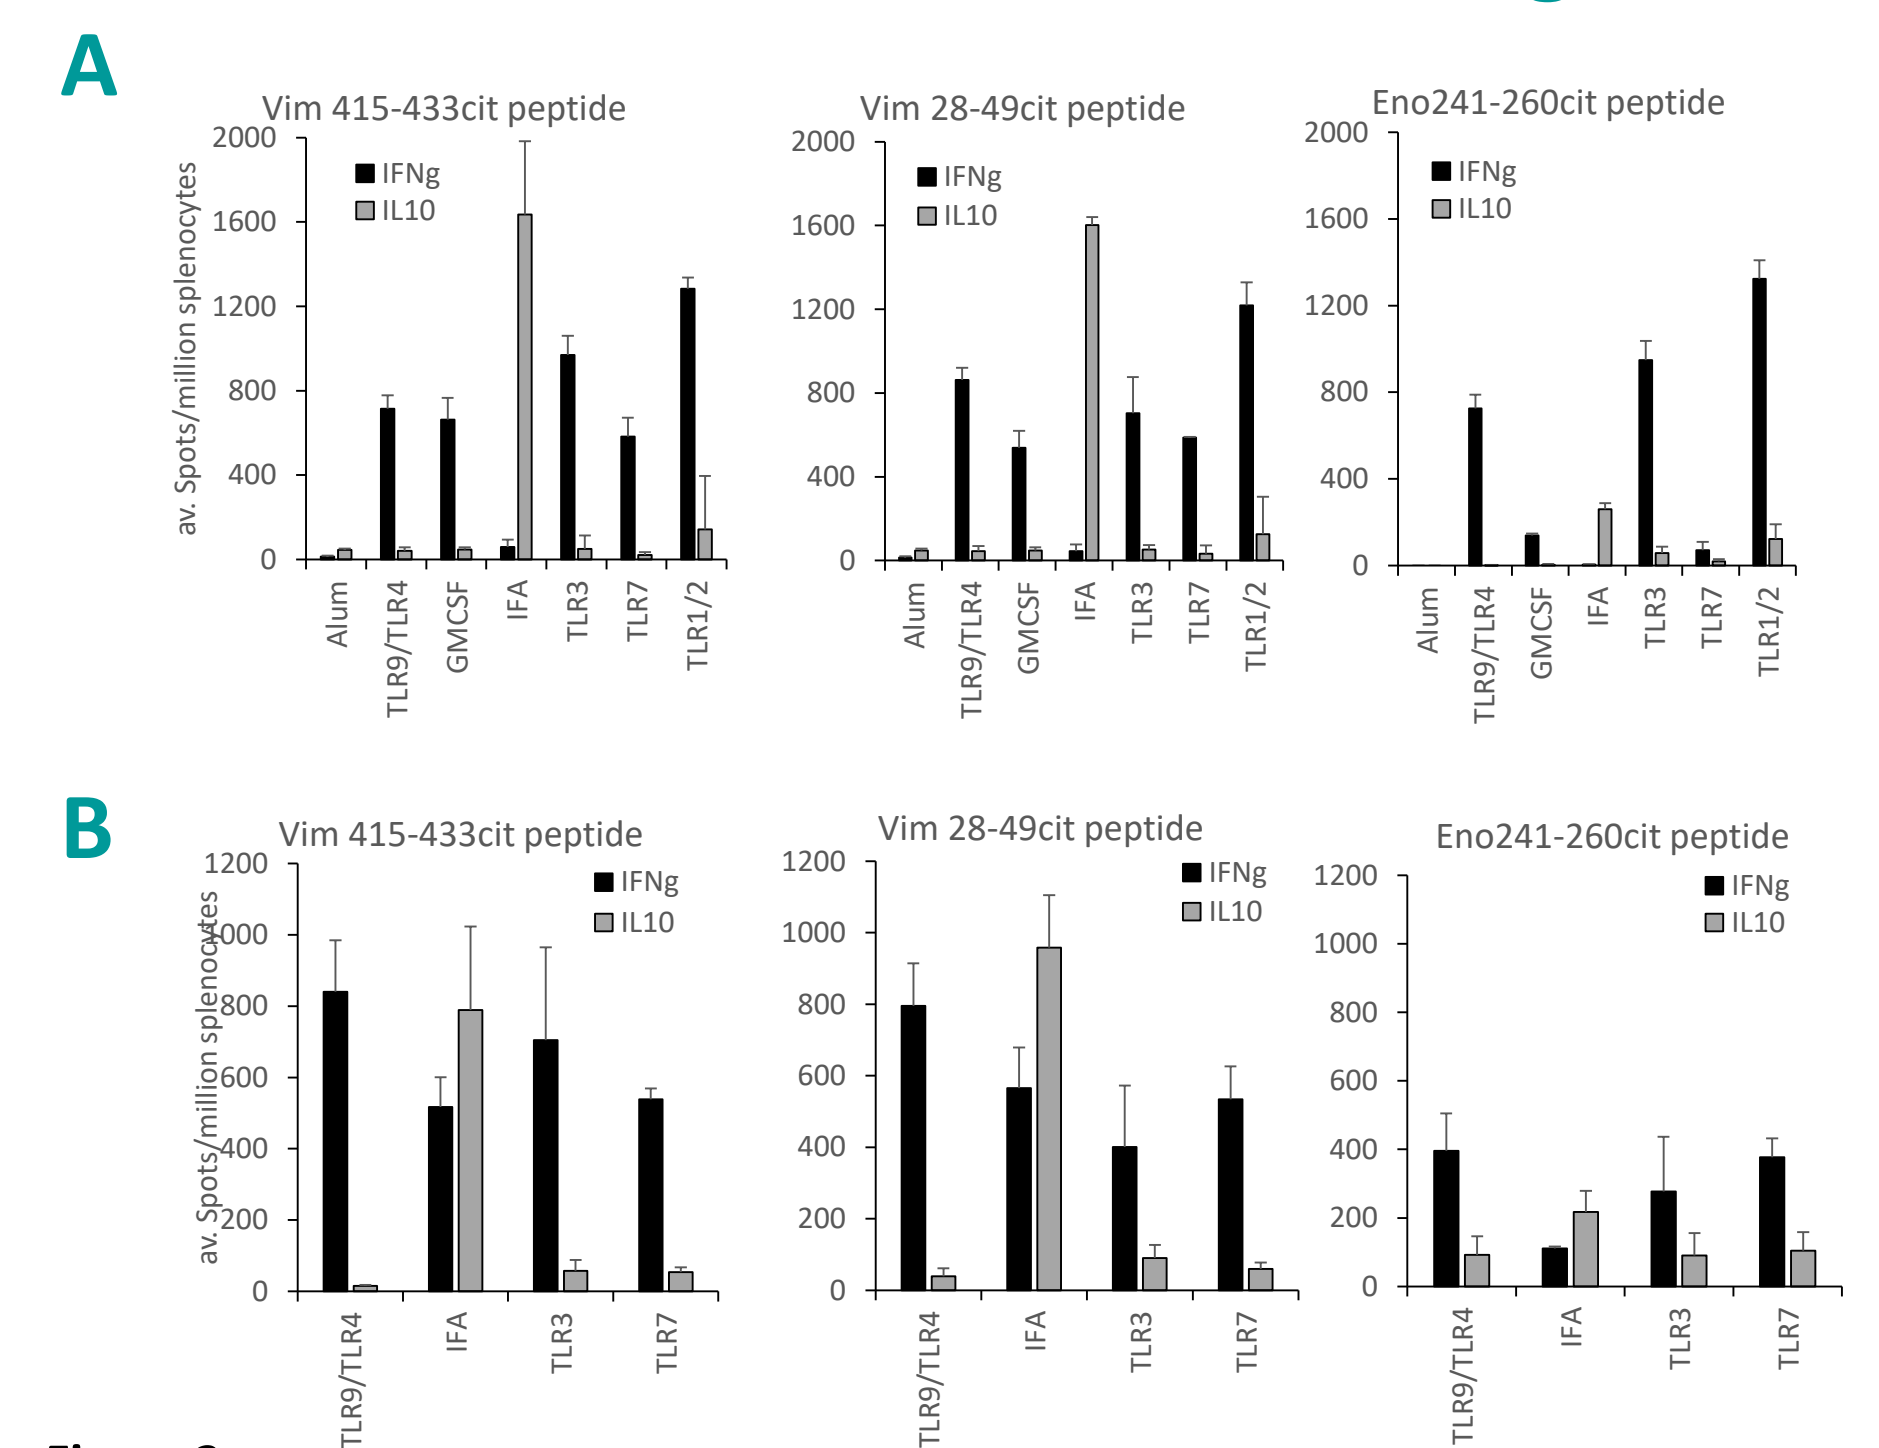 A
Vim 415-433cit peptide
av. Spots/million splenocytes
2000
1600
1200
800
400
0
IFNg
IL10
Alum
TLR9/TLR4
GMCSF
IFA
TLR3
TLR7
TLR1/2
Vim 28-49cit peptide
2000
1600
1200
800
400
0
IFNg
IL10
Alum
TLR9/TLR4
GMCSF
IFA
TLR3
TLR7
TLR1/2
Eno241-260cit peptide
2000
1600
1200
800
400
0
IFNg
IL10
Alum
TLR9/TLR4
GMCSF
IFA
TLR3
TLR7
TLR1/2
B
Vim 415-433cit peptide
av. Spots/million splenocytes
1200
1000
800
600
400
200
0
IFNg
IL10
TLR9/TLR4
IFA
TLR3
TLR7
Vim 28-49cit peptide
1200
1000
800
600
400
200
0
IFNg
IL10
TLR9/TLR4
IFA
TLR3
TLR7
Eno241-260cit peptide
1200
1000
800
600
400
200
0
IFNg
IL10
TLR9/TLR4
IFA
TLR3
TLR7